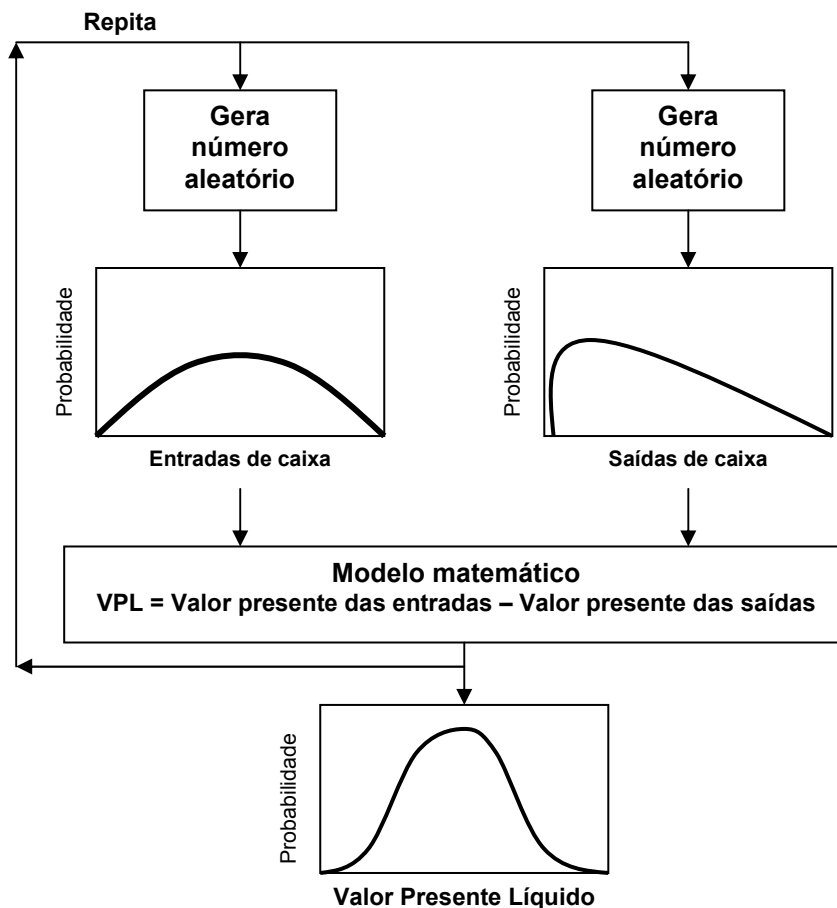 Repita
Gera
número
aleatório
Gera
número
aleatório
Probabilidade
Entradas de caixa
Probabilidade
Saídas de caixa
Modelo matemático
VPL = Valor presente das entradas – Valor presente das saídas
Probabilidade
Valor Presente Líquido